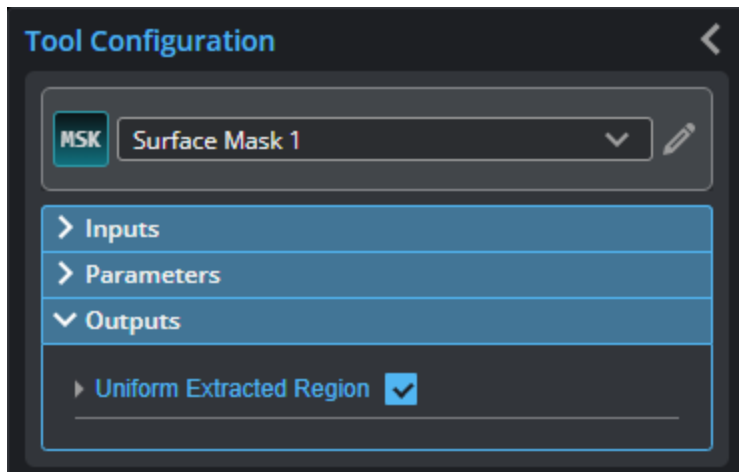 Tool Configuration
MSK
Surface Mask 1
Inputs
Parameters
Outputs
Uniform Extracted Region